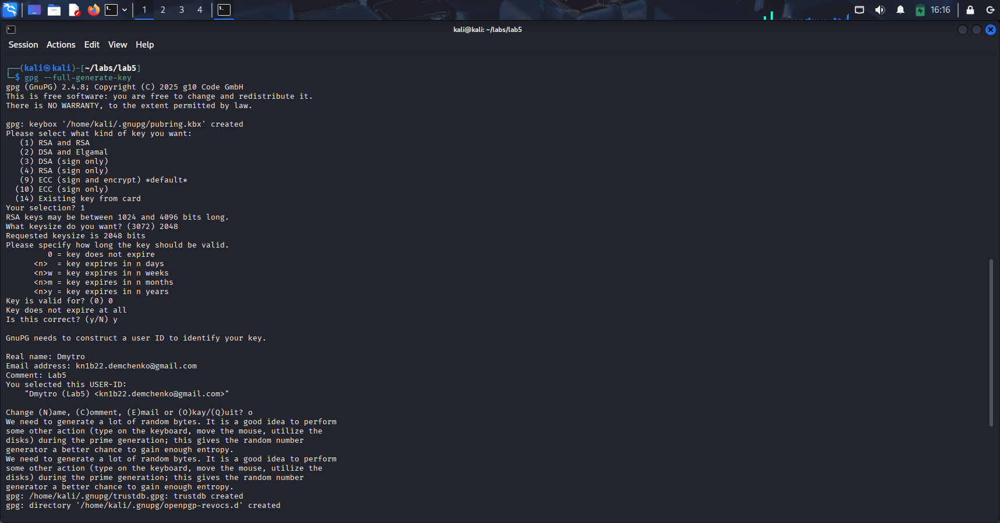 1 2 3 4 16:16
kali@kali: ~/labs/lab5
Session Actions Edit View Help
┌──(kali㉿kali)-[~/labs/lab5]
└─$ gpg --full-generate-key
gpg (GnuPG) 2.4.8; Copyright (C) 2025 g10 Code GmbH
This is free software: you are free to change and redistribute it.
There is NO WARRANTY, to the extent permitted by law.
gpg: keybox '/home/kali/.gnupg/pubring.kbx' created
Please select what kind of key you want:
(1) RSA and RSA
(2) DSA and Elgamal
(3) DSA (sign only)
(4) RSA (sign only)
(9) ECC (sign and encrypt) *default*
(10) ECC (sign only)
(14) Existing key from card
Your selection? 1
RSA keys may be between 1024 and 4096 bits long.
What keysize do you want? (3072) 2048
Requested keysize is 2048 bits
Please specify how long the key should be valid.
0 = key does not expire
<n>  = key expires in n days
<n>w = key expires in n weeks
<n>m = key expires in n months
<n>y = key expires in n years
Key is valid for? (0) 0
Key does not expire at all
Is this correct? (y/N) y
GnuPG needs to construct a user ID to identify your key.
Real name: Dmytro
Email address: kn1b22.demchenko@gmail.com
Comment: Lab5
You selected this USER-ID:
"Dmytro (Lab5) <kn1b22.demchenko@gmail.com>"
Change (N)ame, (C)omment, (E)mail or (O)kay/(Q)uit? o
We need to generate a lot of random bytes. It is a good idea to perform
some other action (type on the keyboard, move the mouse, utilize the
disks) during the prime generation; this gives the random number
generator a better chance to gain enough entropy.
We need to generate a lot of random bytes. It is a good idea to perform
some other action (type on the keyboard, move the mouse, utilize the
disks) during the prime generation; this gives the random number
generator a better chance to gain enough entropy.
gpg: /home/kali/.gnupg/trustdb.gpg: trustdb created
gpg: directory '/home/kali/.gnupg/openpgp-revocs.d' created